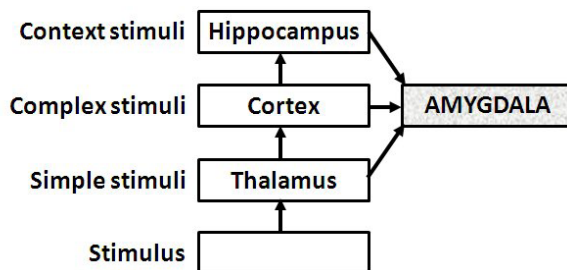 Context stimuli Hippocampus
Complex stimuli Cortex AMYGDALA
Simple stimuli Thalamus
Stimulus